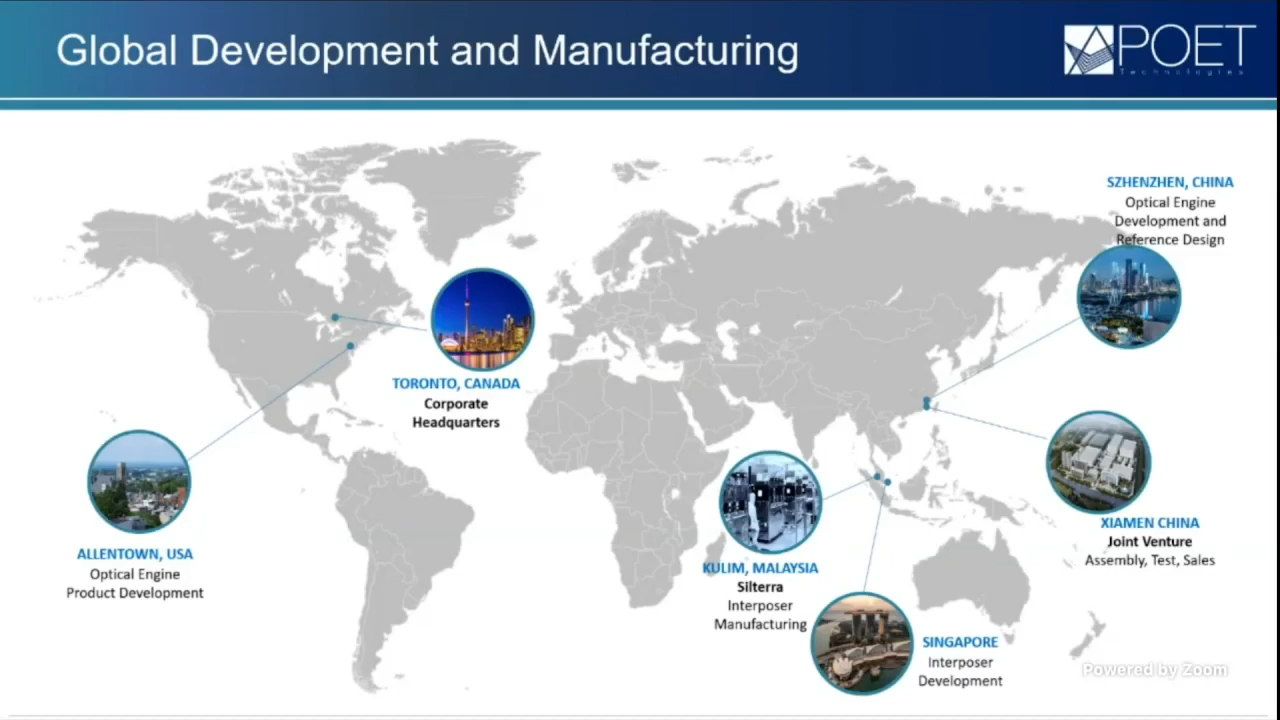 Global Development and Manufacturing
POET
Technologies
SZHENZHEN, CHINA
Optical Engine
Development and
Reference Design
TORONTO, CANADA
Corporate
Headquarters
ALLENTOWN, USA
Optical Engine
Product Development
KULIM, MALAYSIA
Silterra
Interposer
Manufacturing
XIAMEN CHINA
Joint Venture
Assembly, Test, Sales
SINGAPORE
Interposer
Development
Powered by Zoom